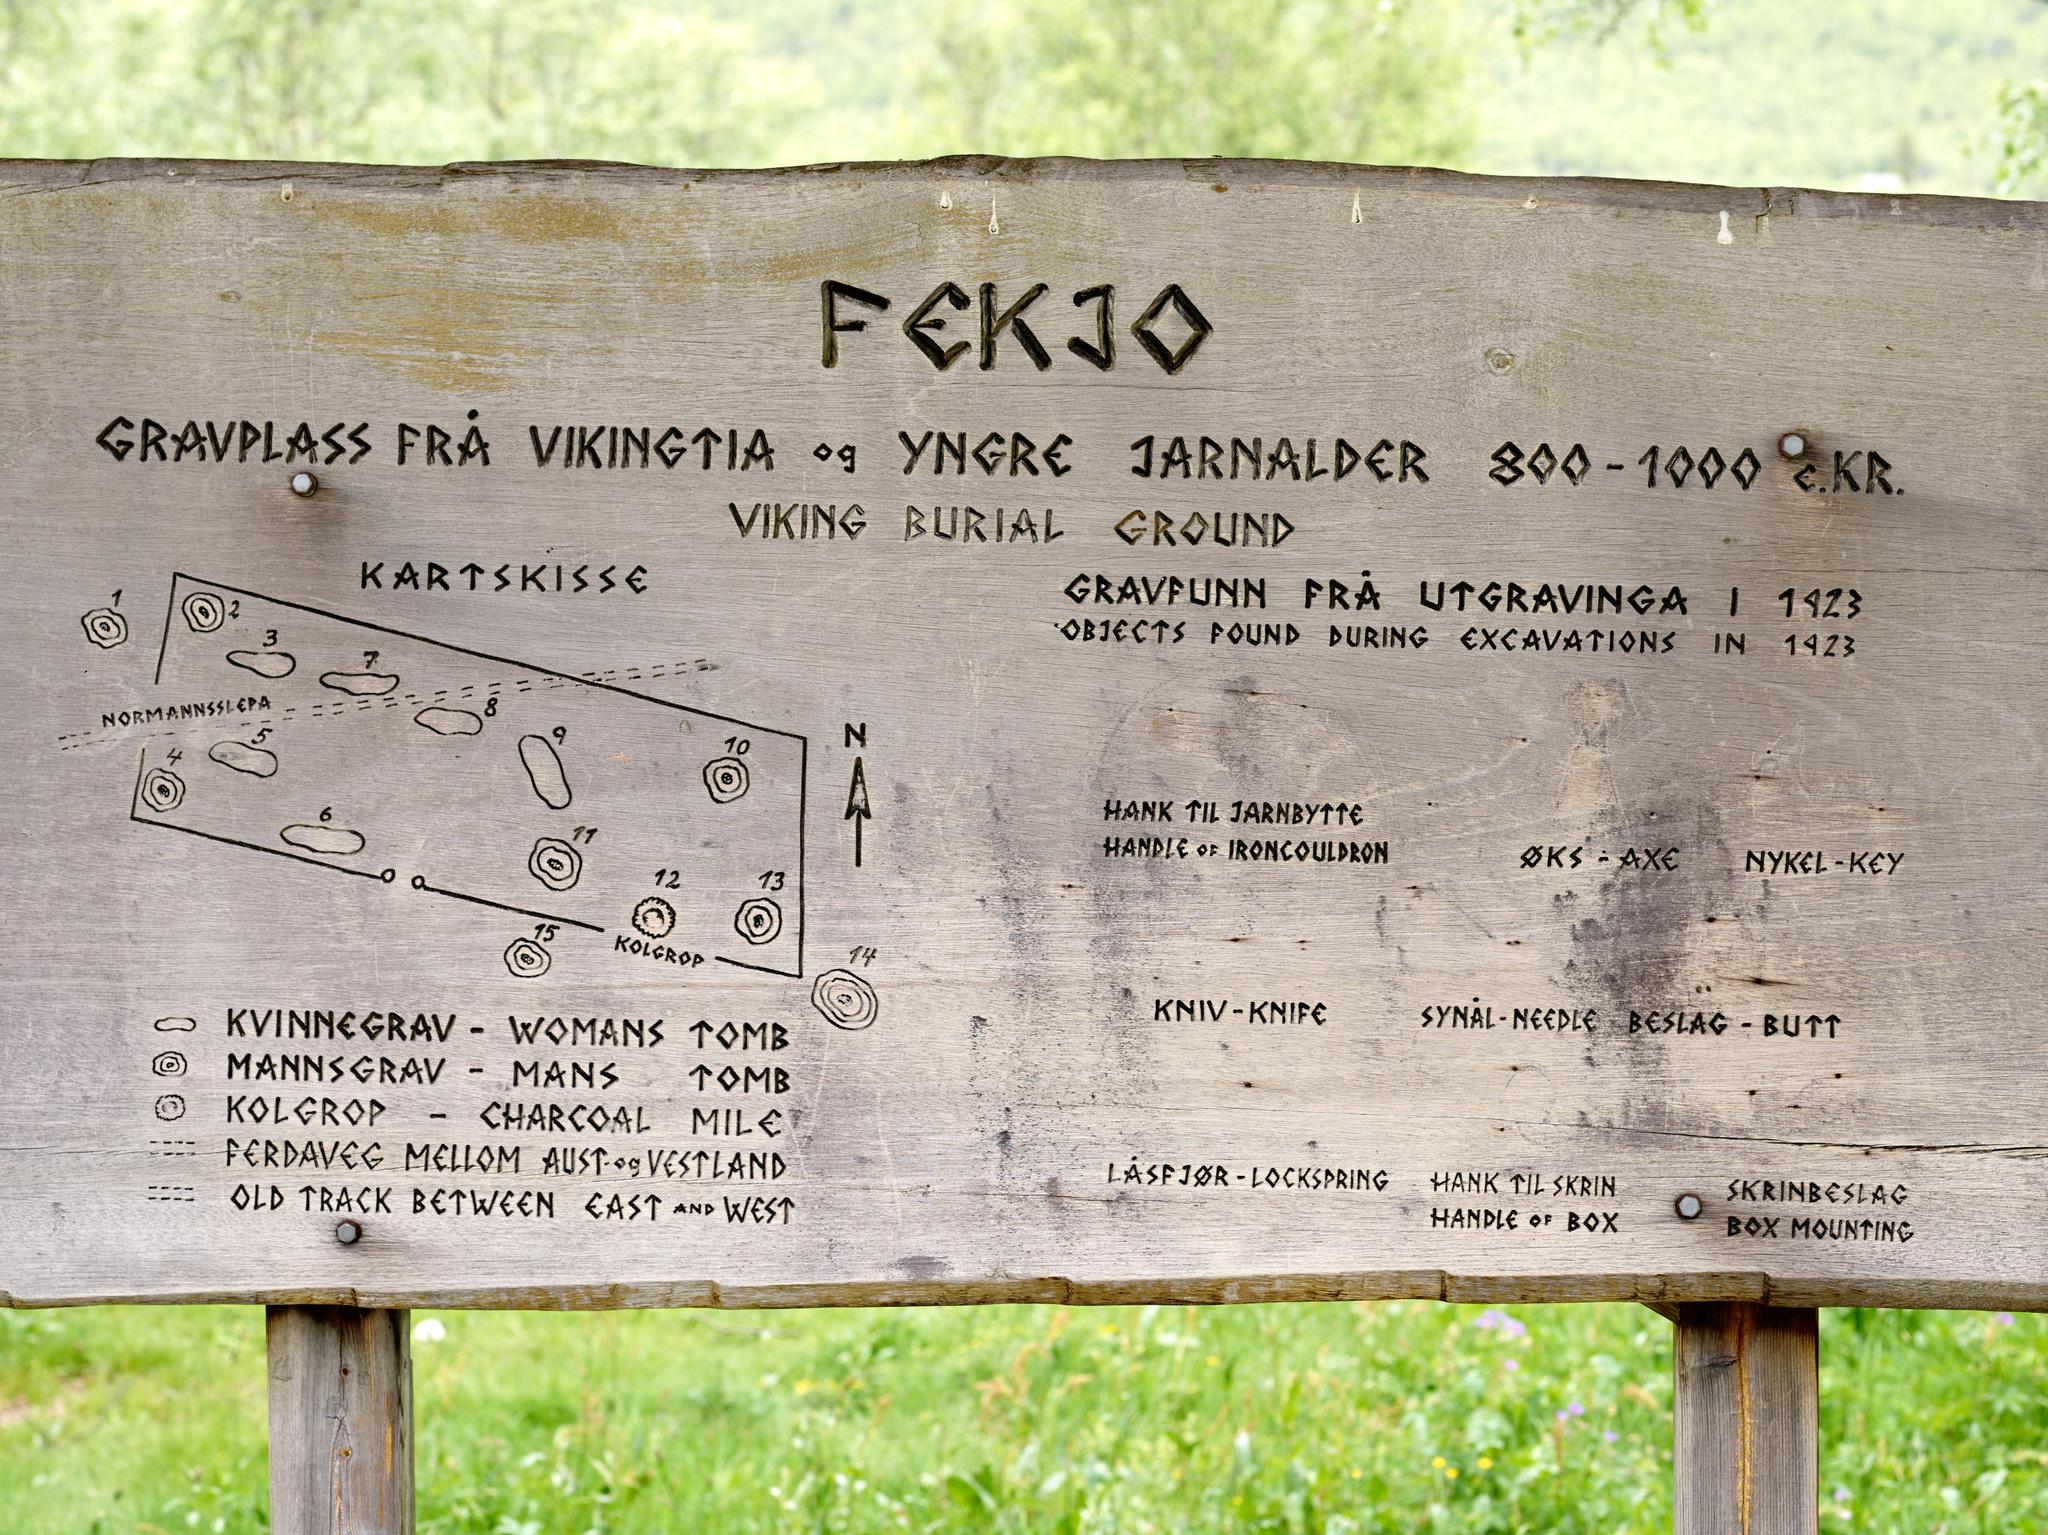 FEKJO
GRAVPLASS FRÅ VIKINGTIA og YNGRE JARNALDER 800-1000 e.KR.
VIKING BURIAL GROUND
KARTSKISSE
1
2
3
7
NORMANNSSLEPA
8
5
4
9
10
6
11
12
13
KOLGROP
15
14
N
KVINNEGRAV - WOMANS TOMB
MANNSGRAV - MANS TOMB
KOLGROP - CHARCOAL MILE
FERDAVEG MELLOM AUST-og VESTLAND
OLD TRACK BETWEEN EAST AND WEST
GRAVFUNN FRÅ UTGRAVINGA I 1923
OBJECTS FOUND DURING EXCAVATIONS IN 1923
HANK TIL JARNBYTTE
HANDLE OF IRONCOULDRON
ØKS - AXE
NYKEL-KEY
KNIV-KNIFE
SYNÅL-NEEDLE
BESLAG - BUTT
LÅSFJØR-LOCKSPRING
HANK TIL SKRIN
HANDLE OF BOX
SKRINBESLAG
BOX MOUNTING